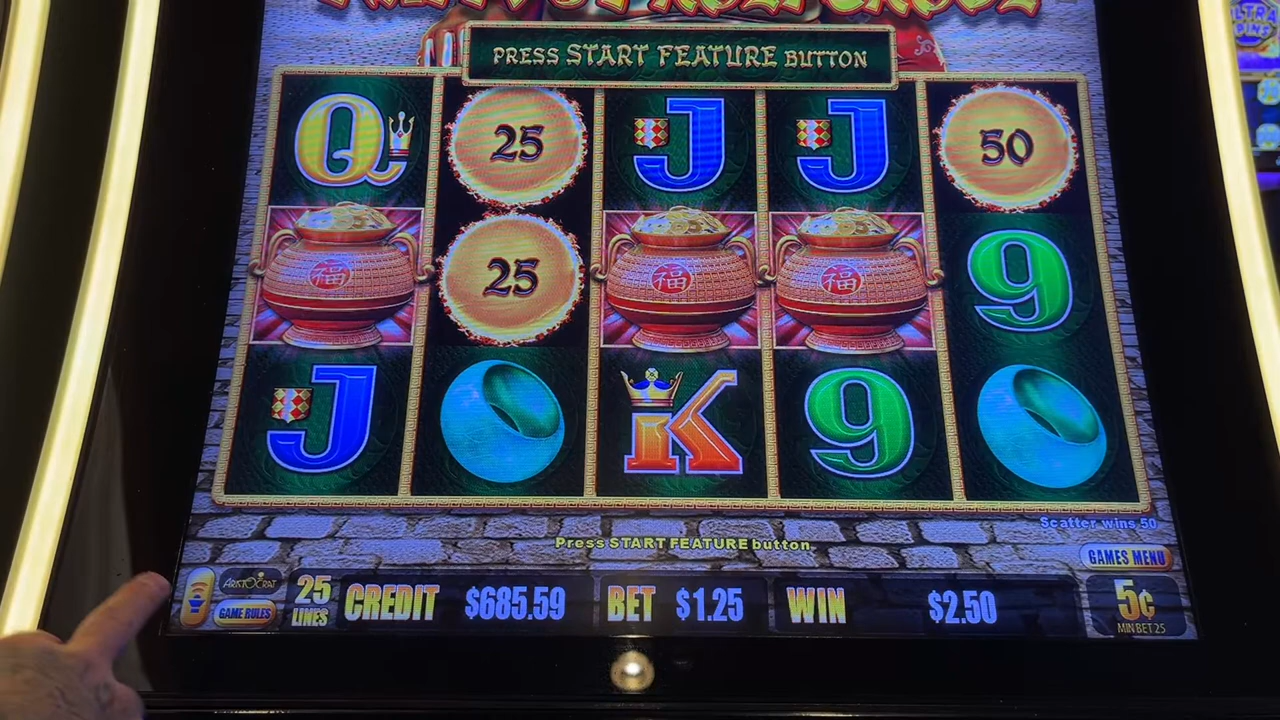 PRESS START FEATURE BUTTON
Q 25 J J 50
福 25 福 福 9
J K 9
Scatter wins 50
Press START FEATURE button
GAMES MENU
ARISTOCRAT
GAME RULES
25 LINES
CREDIT $685.59
BET $1.25
WIN $2.50
5¢
MIN BET 25